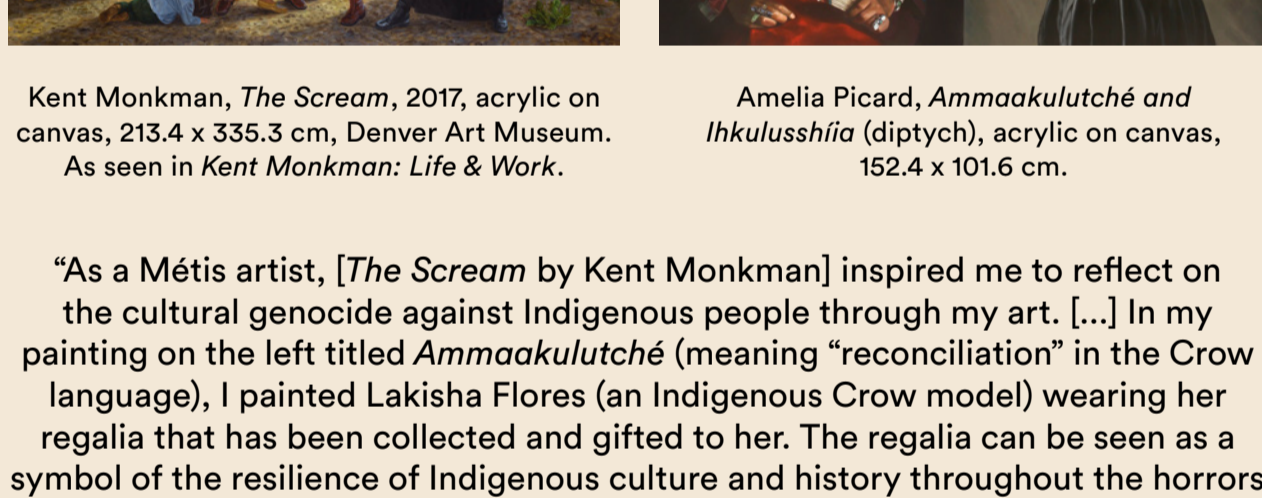 Kent Monkman, The Scream, 2017, acrylic on
canvas, 213.4 x 335.3 cm, Denver Art Museum.
As seen in Kent Monkman: Life & Work.
Amelia Picard, Ammaakulutché and
Ihkulusshíia (diptych), acrylic on canvas,
152.4 x 101.6 cm.
“As a Métis artist, [The Scream by Kent Monkman] inspired me to reflect on
the cultural genocide against Indigenous people through my art. [...] In my
painting on the left titled Ammaakulutché (meaning “reconciliation” in the Crow
language), I painted Lakisha Flores (an Indigenous Crow model) wearing her
regalia that has been collected and gifted to her. The regalia can be seen as a
symbol of the resilience of Indigenous culture and history throughout the horrors